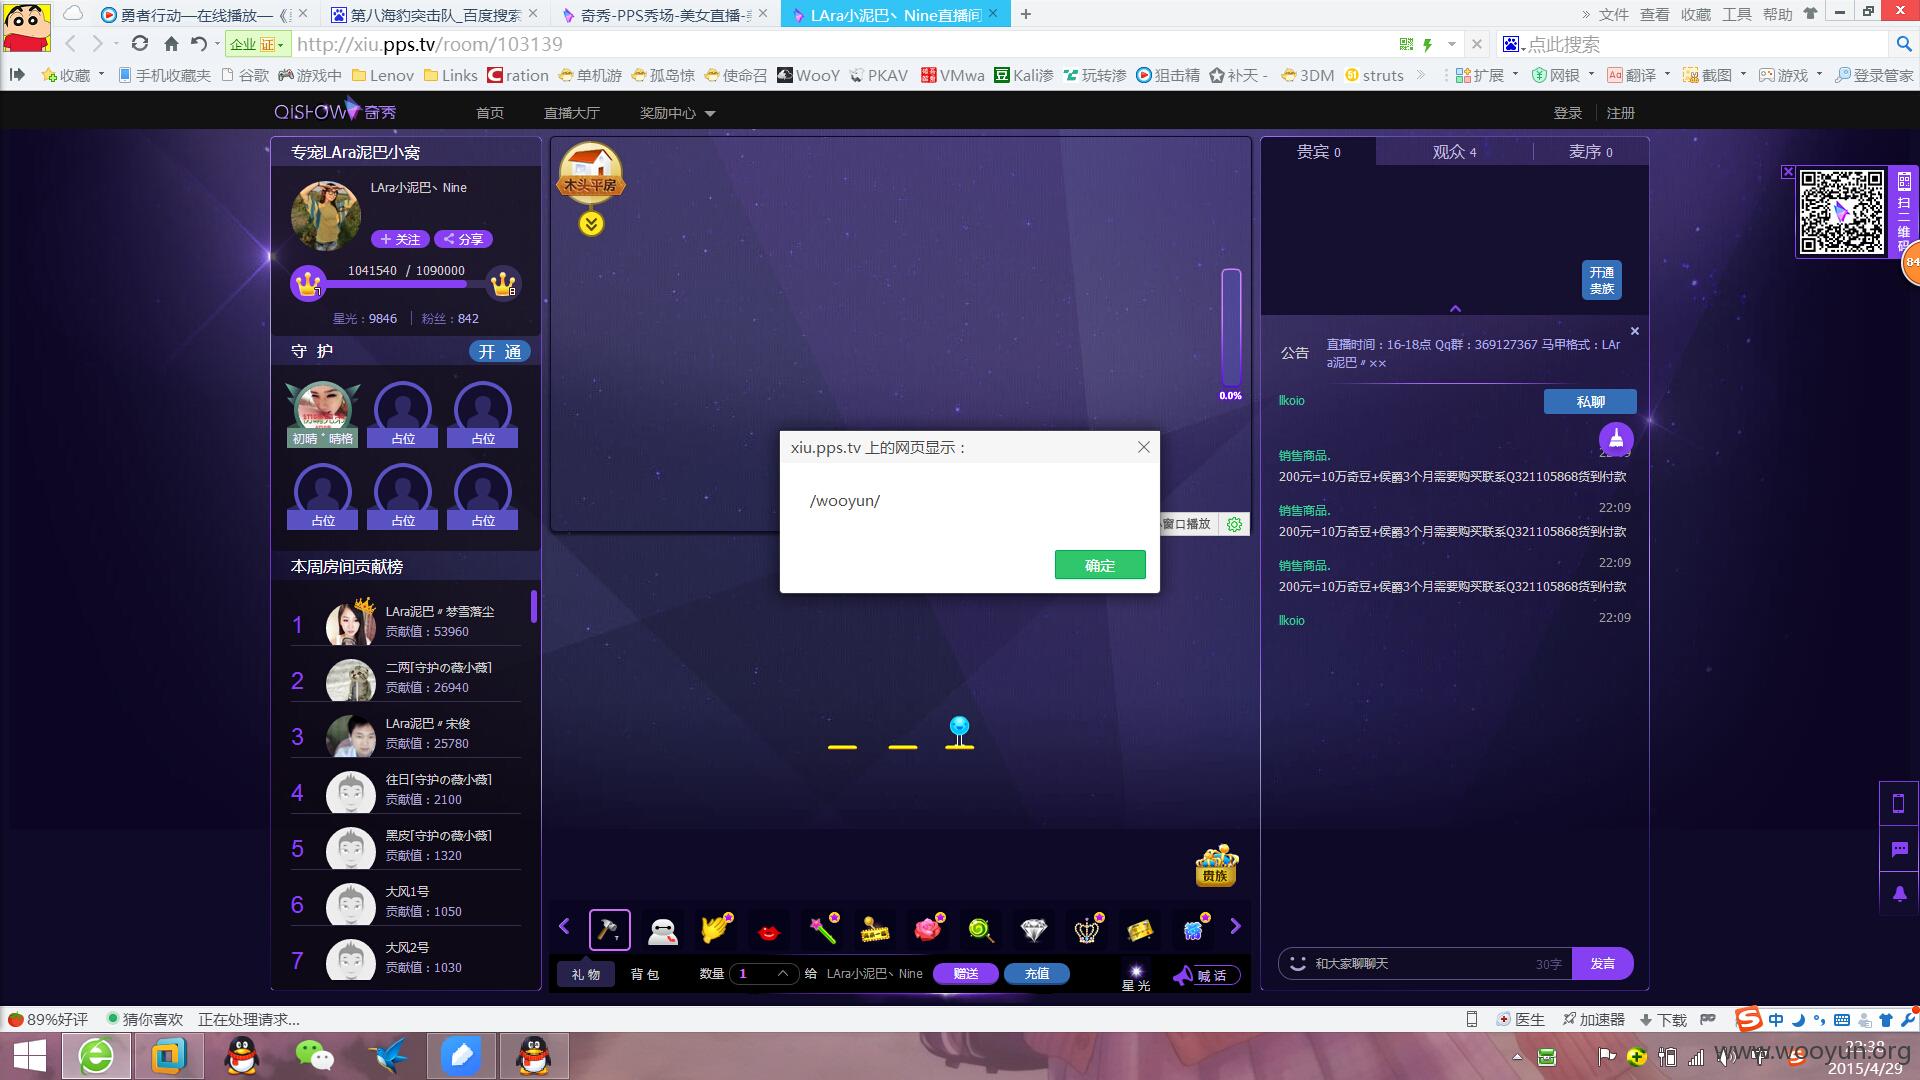 勇者行动—在线播放—《
第八海豹突击队_百度搜索
奇秀-PPS秀场-美女直播-
LAra小泥巴丶Nine直播间
文件 查看 收藏 工具 帮助
企业 证 http://xiu.pps.tv/room/103139
点此搜索
收藏 手机收藏夹 谷歌 游戏中 Lenov Links ration 单机游 孤岛惊 使命召 WooY PKAV VMwa Kali渗 玩转渗 狙击精 补天 - 3DM struts 扩展 网银 翻译 截图 游戏 登录管家
QiSHOW 奇秀 首页 直播大厅 奖励中心 登录 注册
专宠LAra泥巴小窝
LAra小泥巴丶Nine
+ 关注 分享
1041540 / 1090000
7 8
星光：9846 粉丝：842
守 护 开 通
初晴 * 晴格 占位 占位
占位 占位 占位
本周房间贡献榜
1 LAra泥巴〃梦雪落尘
贡献值：53960
2 二两「守护の薇小薇」
贡献值：26940
3 LAra泥巴〃宋俊
贡献值：25780
4 往日「守护の薇小薇」
贡献值：2100
5 黑皮「守护の薇小薇」
贡献值：1320
6 大风1号
贡献值：1050
7 大风2号
贡献值：1030
木头平房
0.0%
窗口播放
xiu.pps.tv 上的网页显示：
/wooyun/
确定
贵族
礼 物 背 包 数量 1 给 LAra小泥巴丶Nine 赠送 充值 星 光 喊 话
贵宾 0 观众 4 麦序 0
开通
贵族
公告 直播时间：16-18点 Qq群：369127367 马甲格式：LAr
a泥巴〃××
llkoio
私聊
销售商品.
200元=10万奇豆+侯爵3个月需要购买联系Q321105868货到付款
销售商品. 22:09
200元=10万奇豆+侯爵3个月需要购买联系Q321105868货到付款
销售商品. 22:09
200元=10万奇豆+侯爵3个月需要购买联系Q321105868货到付款
llkoio 22:09
和大家聊聊天 30字 发言
扫二维码
84
89%好评 猜你喜欢 正在处理请求... 医生 加速器 下载 中
www.wooyun.org
22:38
2015/4/29